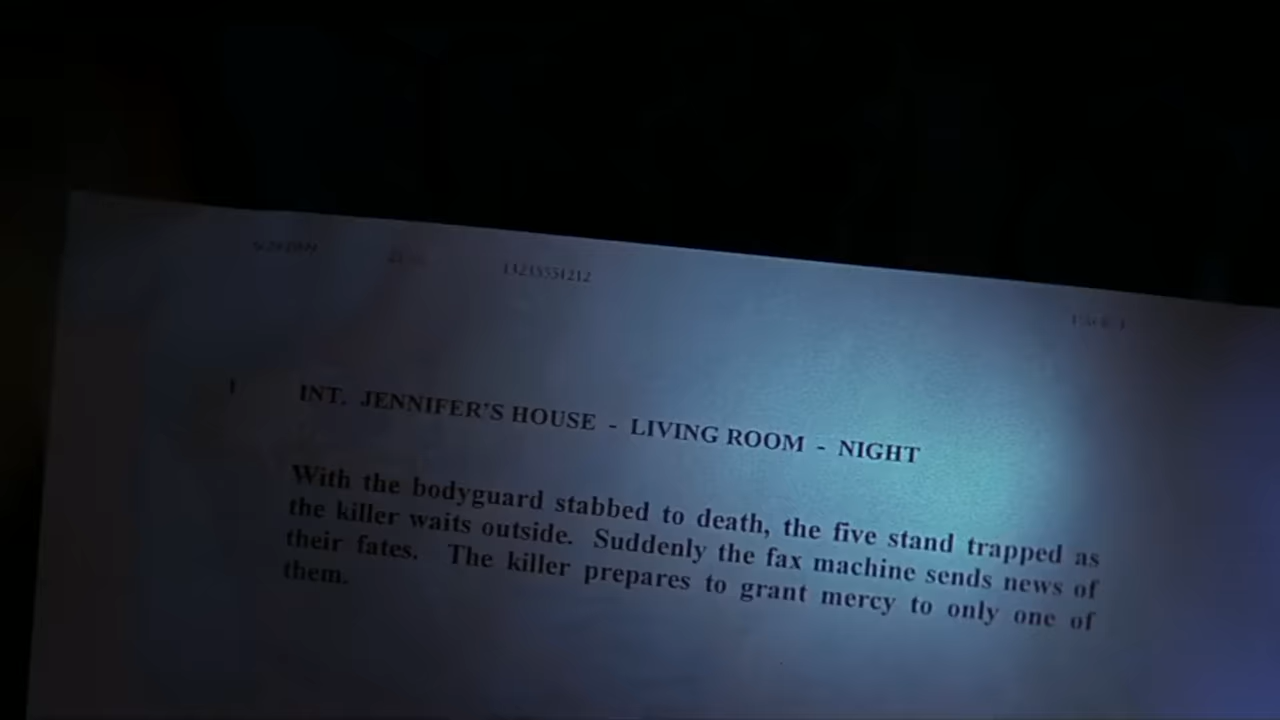 13235551212
1 INT. JENNIFER'S HOUSE - LIVING ROOM - NIGHT
With the bodyguard stabbed to death, the five stand trapped as
the killer waits outside. Suddenly the fax machine sends news of
their fates. The killer prepares to grant mercy to only one of
them.